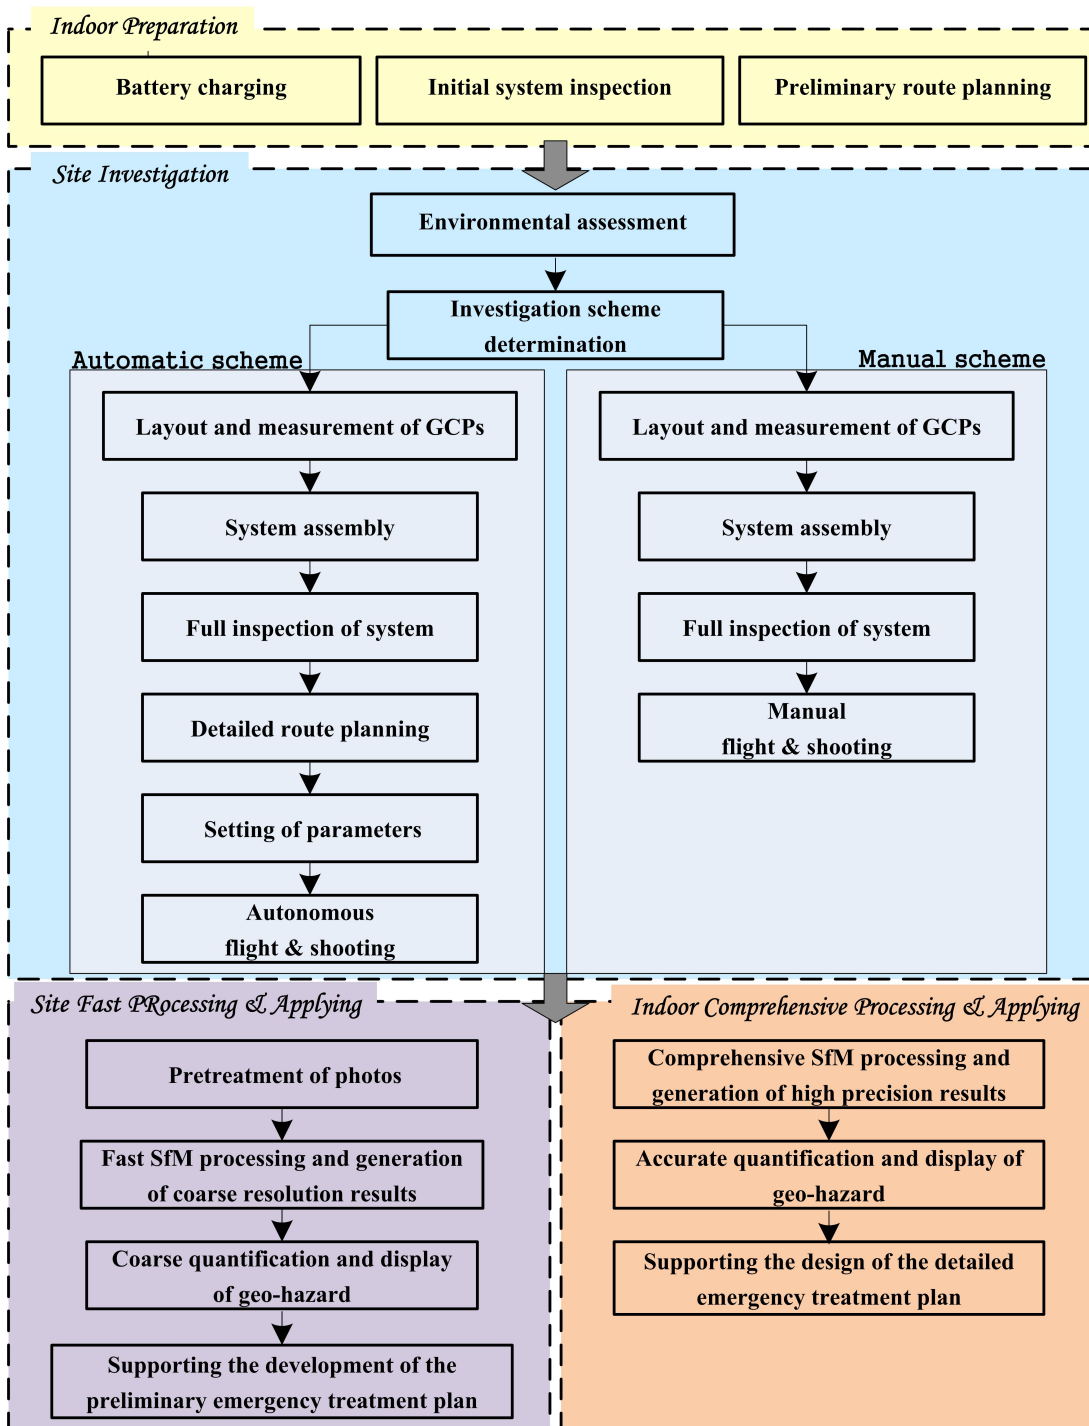 Indoor Preparation
Battery charging
Initial system inspection
Preliminary route planning
Site Investigation
Environmental assessment
Investigation scheme
determination
Automatic scheme
Layout and measurement of GCPs
System assembly
Full inspection of system
Detailed route planning
Setting of parameters
Autonomous
flight & shooting
Manual scheme
Layout and measurement of GCPs
System assembly
Full inspection of system
Manual
flight & shooting
Site Fast PRocessing & Applying
Pretreatment of photos
Fast SfM processing and generation
of coarse resolution results
Coarse quantification and display
of geo-hazard
Supporting the development of the
preliminary emergency treatment plan
Indoor Comprehensive Processing & Applying
Comprehensive SfM processing and
generation of high precision results
Accurate quantification and display of
geo-hazard
Supporting the design of the detailed
emergency treatment plan